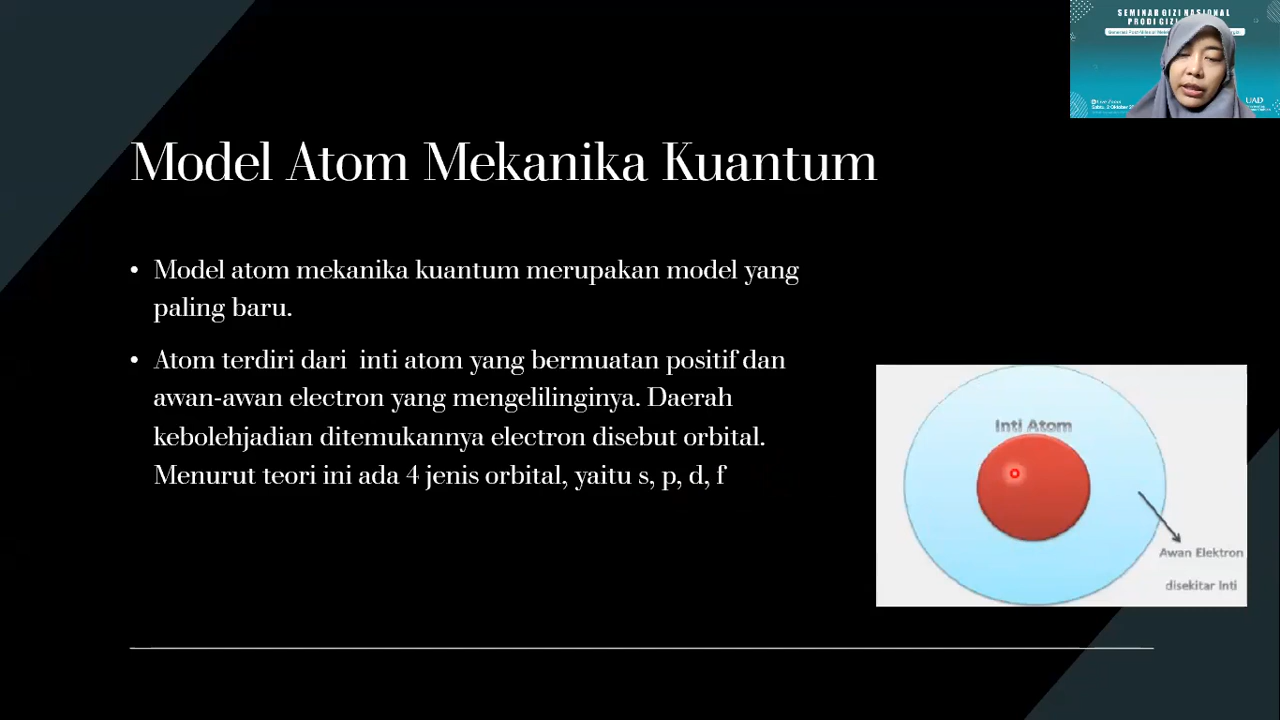 SEMINAR GIZI NASIONAL
PRODI GIZI
Model Atom Mekanika Kuantum
• Model atom mekanika kuantum merupakan model yang
paling baru.
• Atom terdiri dari inti atom yang bermuatan positif dan
awan-awan electron yang mengelilinginya. Daerah
kebolehjadian ditemukannya electron disebut orbital.
Menurut teori ini ada 4 jenis orbital, yaitu s, p, d, f
Inti Atom
Awan Elektron
disekitar Inti
UAD